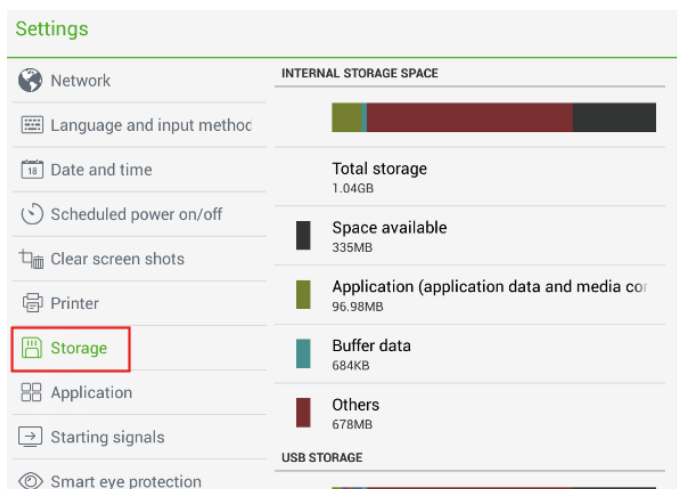 Settings
Network
Language and input method
Date and time
18
Scheduled power on/off
Clear screen shots
Printer
Storage
Application
Starting signals
Smart eye protection
INTERNAL STORAGE SPACE
Total storage
1.04GB
Space available
335MB
Application (application data and media cor
96.98MB
Buffer data
684KB
Others
678MB
USB STORAGE